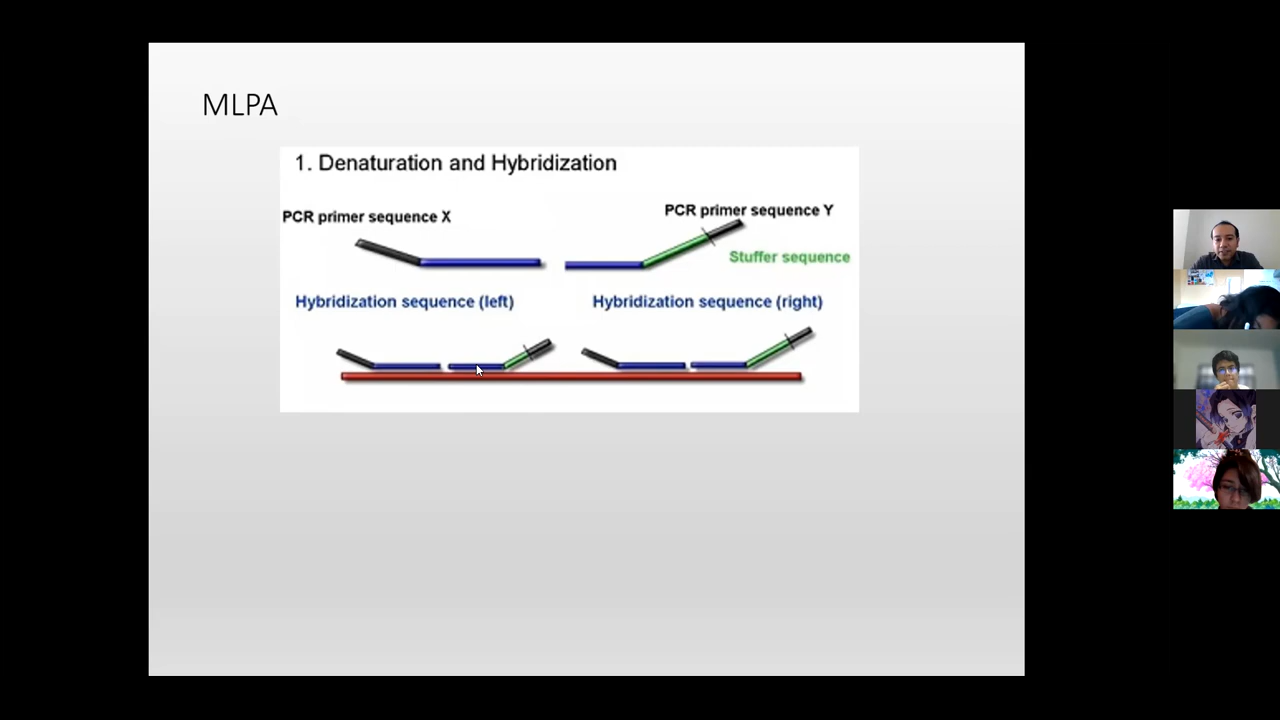 MLPA
1. Denaturation and Hybridization
PCR primer sequence X
PCR primer sequence Y
Stuffer sequence
Hybridization sequence (left)
Hybridization sequence (right)